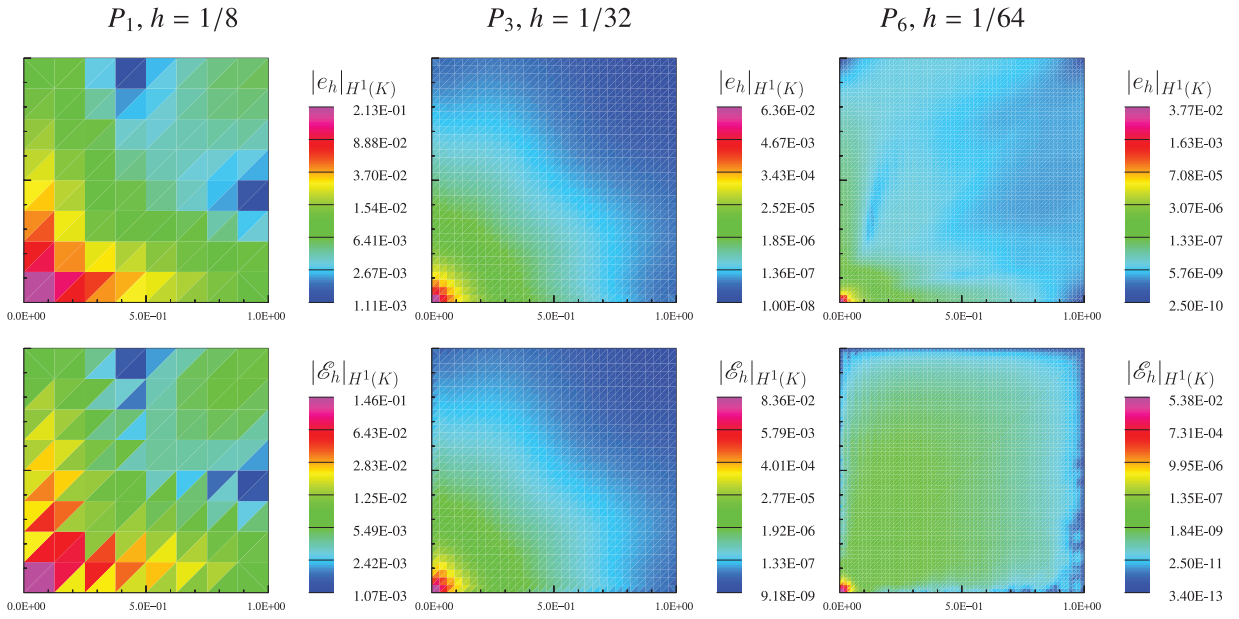 P₁, h = 1/8
P₃, h = 1/32
P₆, h = 1/64
|e_h|_{H¹(K)}
2.13E-01
8.88E-02
3.70E-02
1.54E-02
6.41E-03
2.67E-03
1.11E-03
0.0E+00 5.0E−01 1.0E+00
|e_h|_{H¹(K)}
6.36E-02
4.67E-03
3.43E-04
2.52E-05
1.85E-06
1.36E-07
1.00E-08
0.0E+00 5.0E−01 1.0E+00
|e_h|_{H¹(K)}
3.77E-02
1.63E-03
7.08E-05
3.07E-06
1.33E-07
5.76E-09
2.50E-10
0.0E+00 5.0E−01 1.0E+00
|ℰ_h|_{H¹(K)}
1.46E-01
6.43E-02
2.83E-02
1.25E-02
5.49E-03
2.42E-03
1.07E-03
0.0E+00 5.0E−01 1.0E+00
|ℰ_h|_{H¹(K)}
8.36E-02
5.79E-03
4.01E-04
2.77E-05
1.92E-06
1.33E-07
9.18E-09
0.0E+00 5.0E−01 1.0E+00
|ℰ_h|_{H¹(K)}
5.38E-02
7.31E-04
9.95E-06
1.35E-07
1.84E-09
2.50E-11
3.40E-13
0.0E+00 5.0E−01 1.0E+00